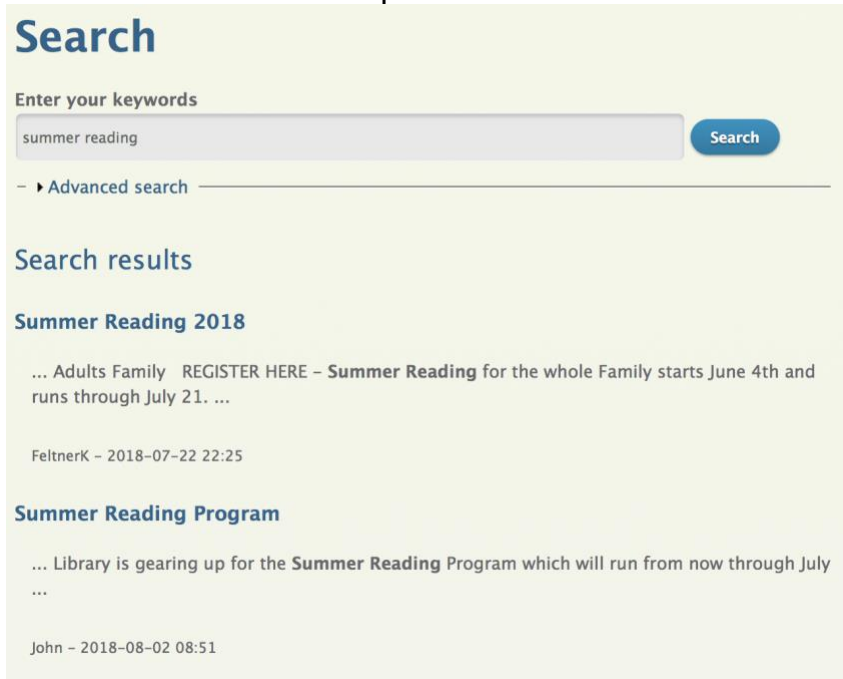 Search
Enter your keywords
summer reading
Search
Advanced search
Search results
Summer Reading 2018
... Adults Family   REGISTER HERE – Summer Reading for the whole Family starts June 4th and
runs through July 21. ...
FeltnerK – 2018-07-22 22:25
Summer Reading Program
... Library is gearing up for the Summer Reading Program which will run from now through July
...
John – 2018-08-02 08:51